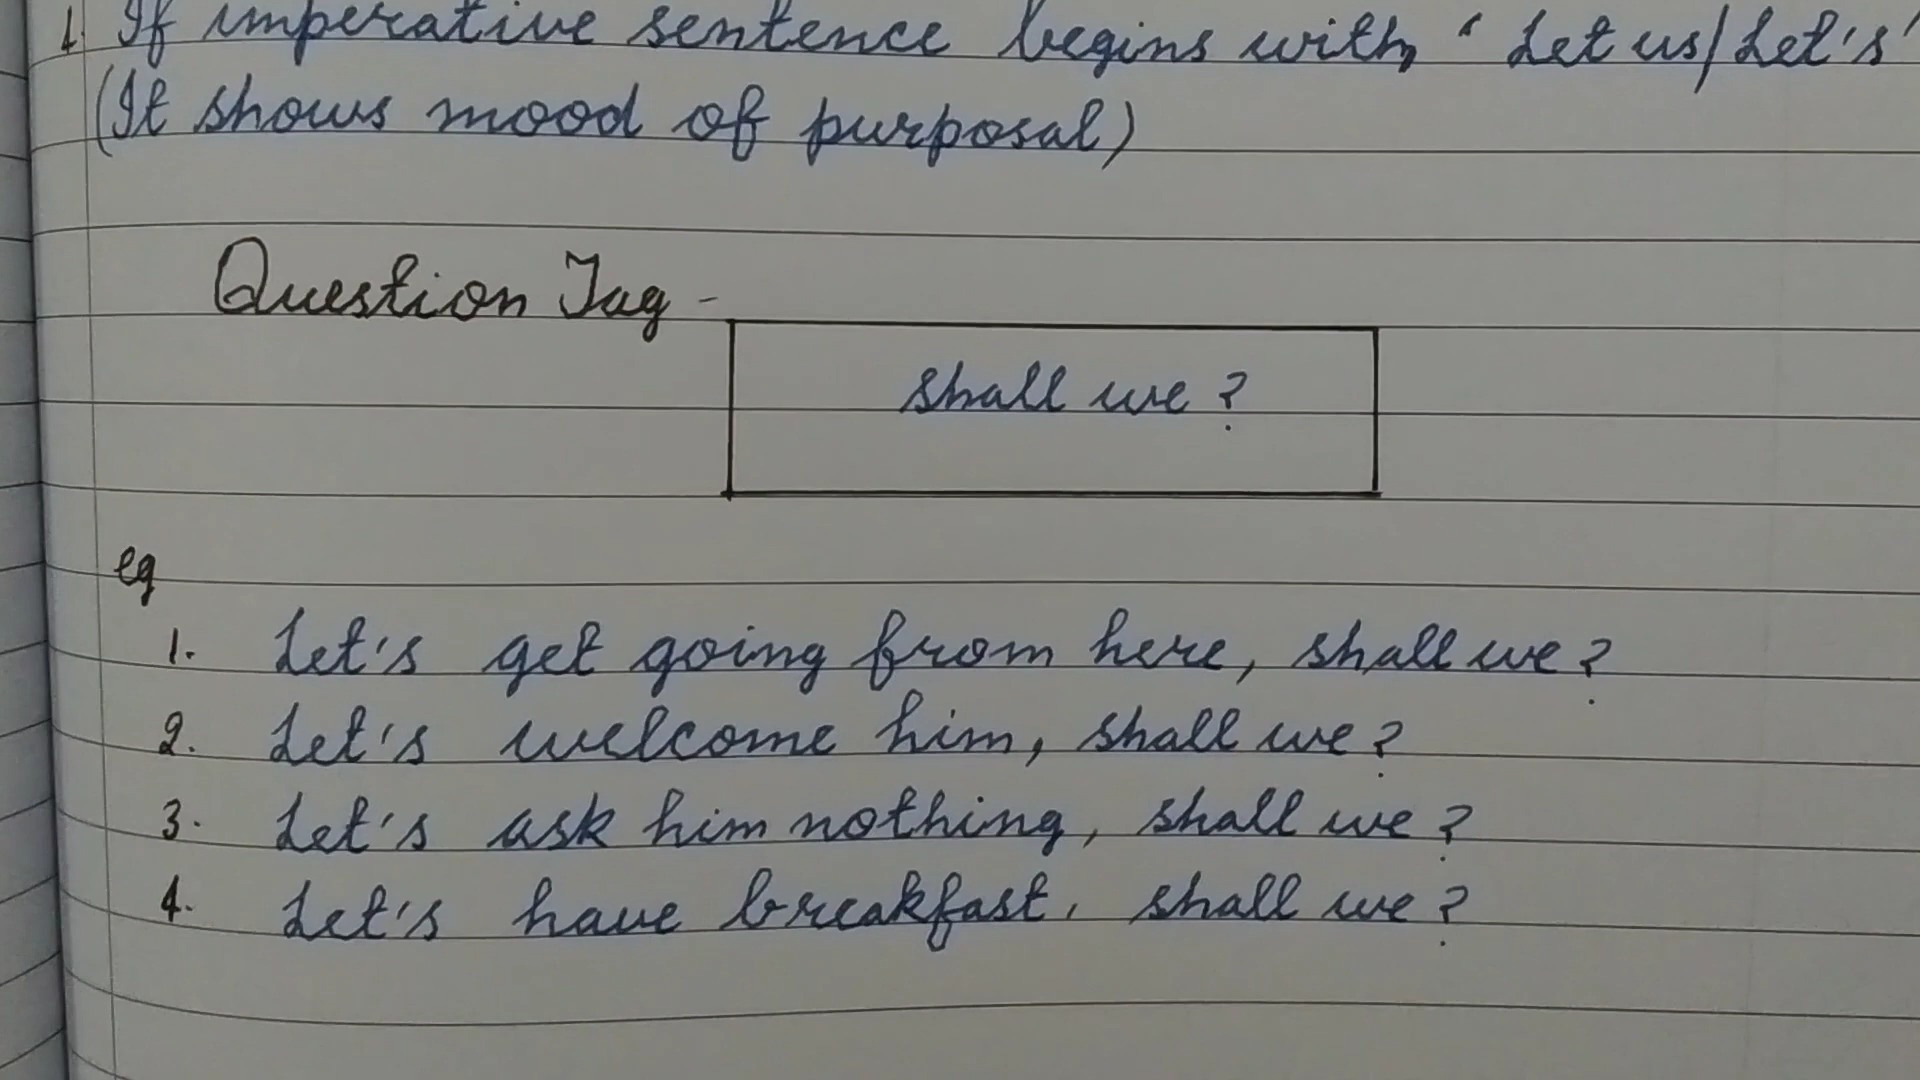 1. If imperative sentence begins with, 'Let us/Let's'
(It shows mood of purposal)
Question Tag -
shall we?
eg
1. Let's get going from here, shall we?
2. Let's welcome him, shall we?
3. Let's ask him nothing, shall we?
4. Let's have breakfast, shall we?